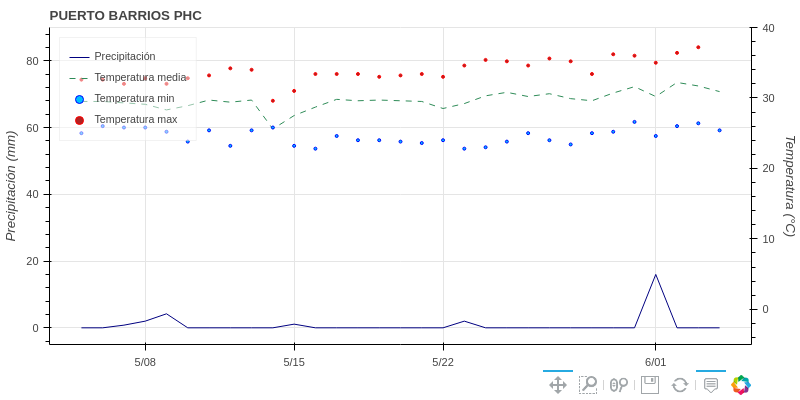 PUERTO BARRIOS PHC
Precipitación
Temperatura media
Temperatura min
Temperatura max
Precipitación (mm)
80
60
40
20
0
Temperatura (°C)
40
30
20
10
0
5/08
5/15
5/22
6/01